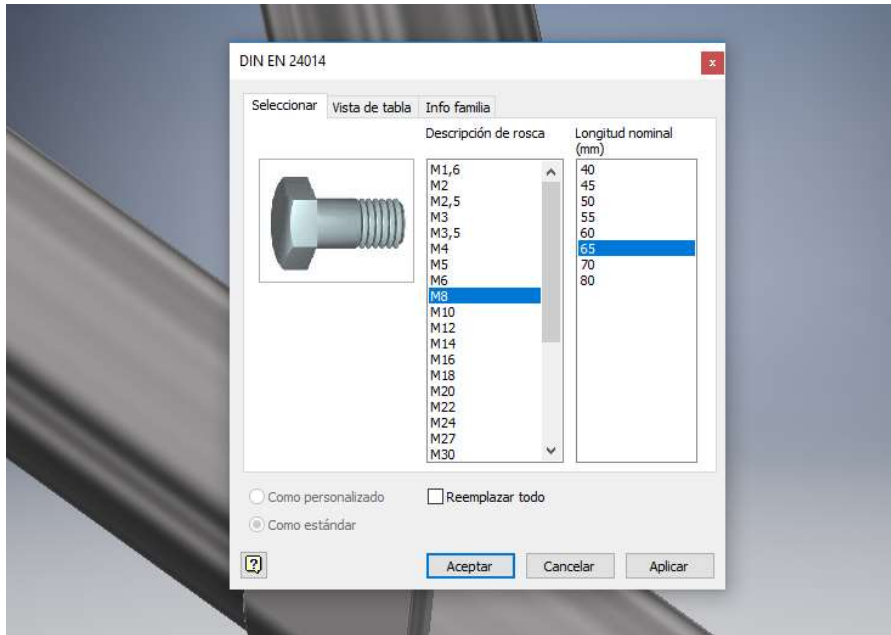 DIN EN 24014
x
Seleccionar Vista de tabla Info familia
Descripción de rosca
M1,6
M2
M2,5
M3
M3,5
M4
M5
M6
M8
M10
M12
M14
M16
M18
M20
M22
M24
M27
M30
Longitud nominal
(mm)
40
45
50
55
60
65
70
80
Como personalizado
Como estándar
Reemplazar todo
?
Aceptar Cancelar Aplicar